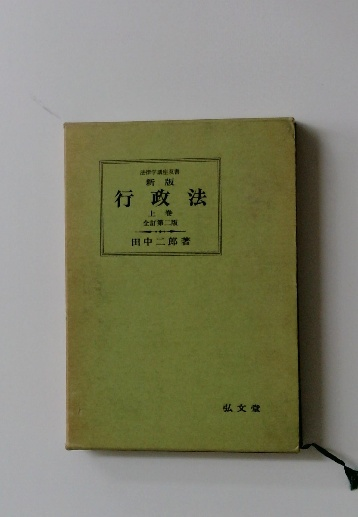 法律学講座双書
新版
行政法
上巻
全訂第二版
田中二郎著
弘文堂